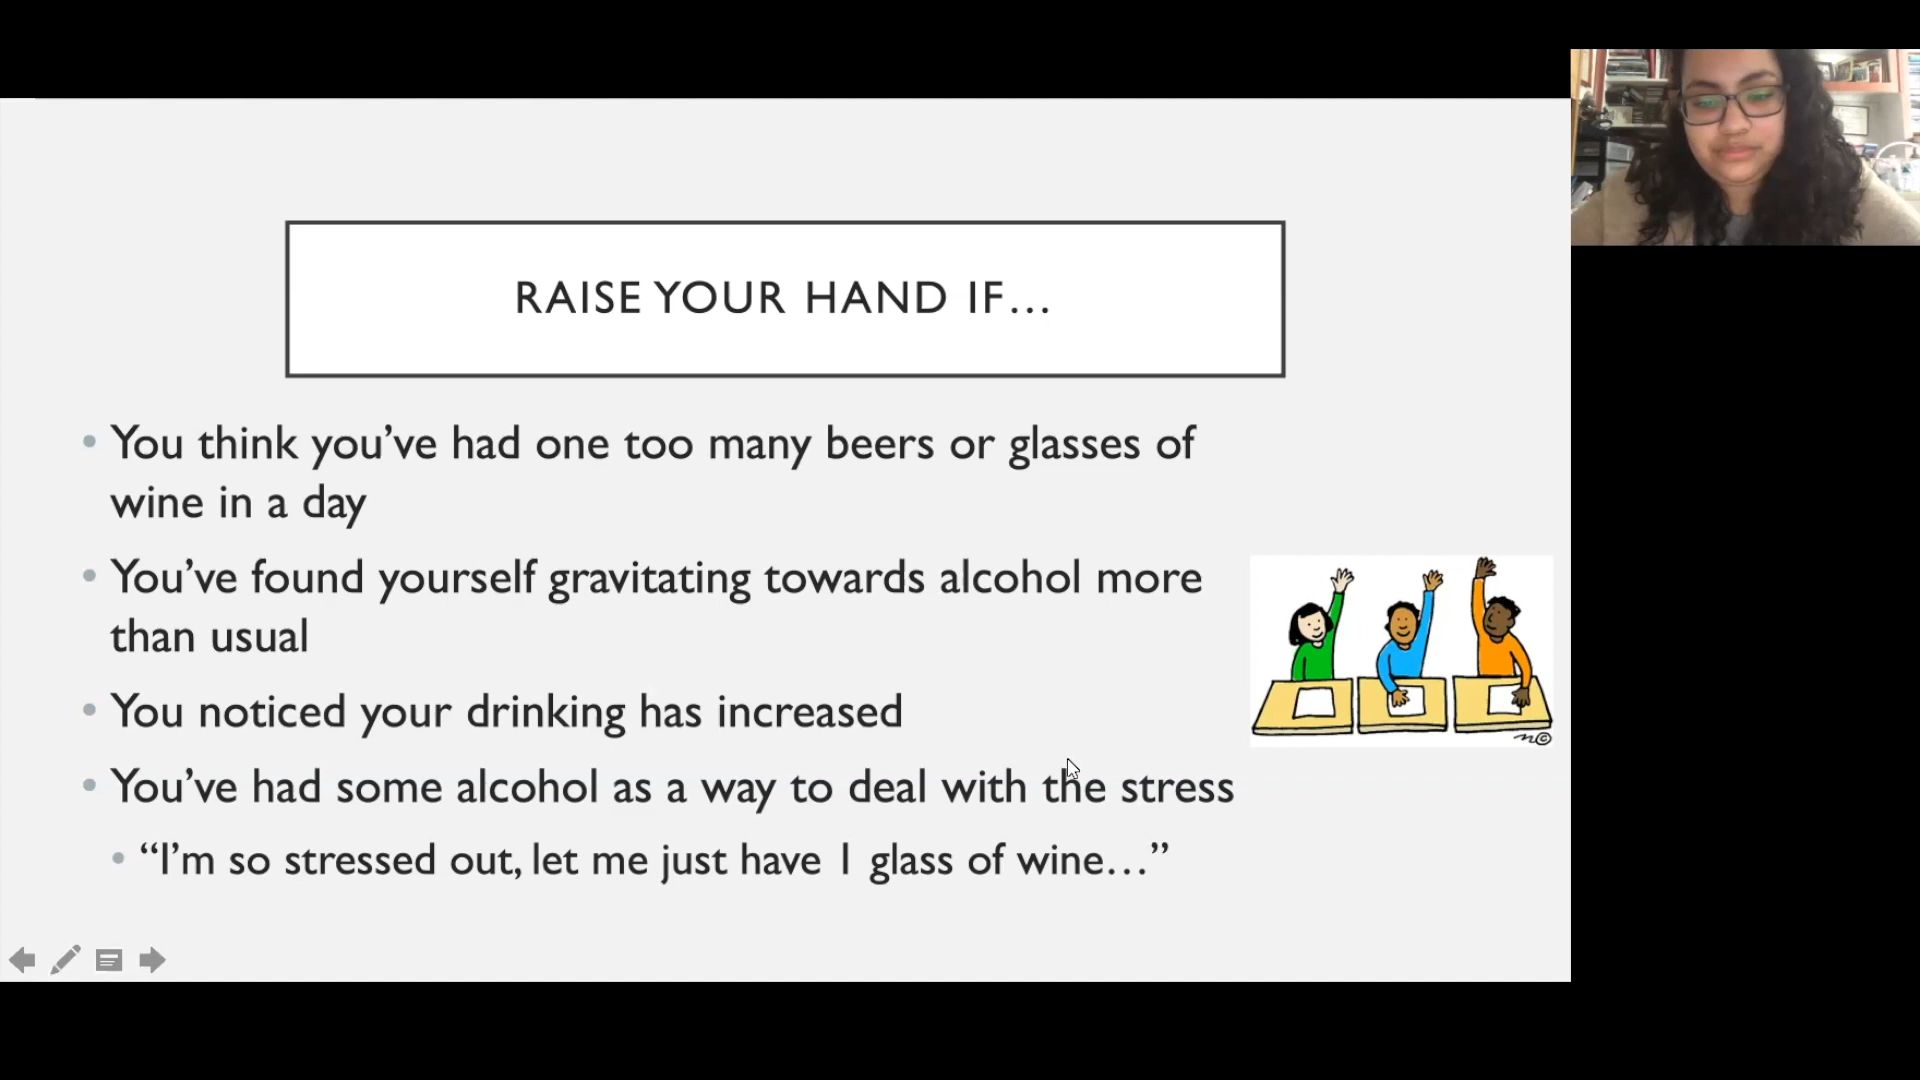 RAISE YOUR HAND IF…
• You think you’ve had one too many beers or glasses of
wine in a day
• You’ve found yourself gravitating towards alcohol more
than usual
• You noticed your drinking has increased
• You’ve had some alcohol as a way to deal with the stress
• “I’m so stressed out, let me just have 1 glass of wine…”